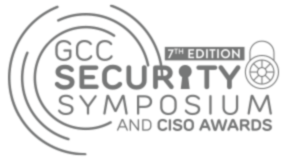 GCC
7TH EDITION
SECURITY
SYMPOSIUM
AND CISO AWARDS